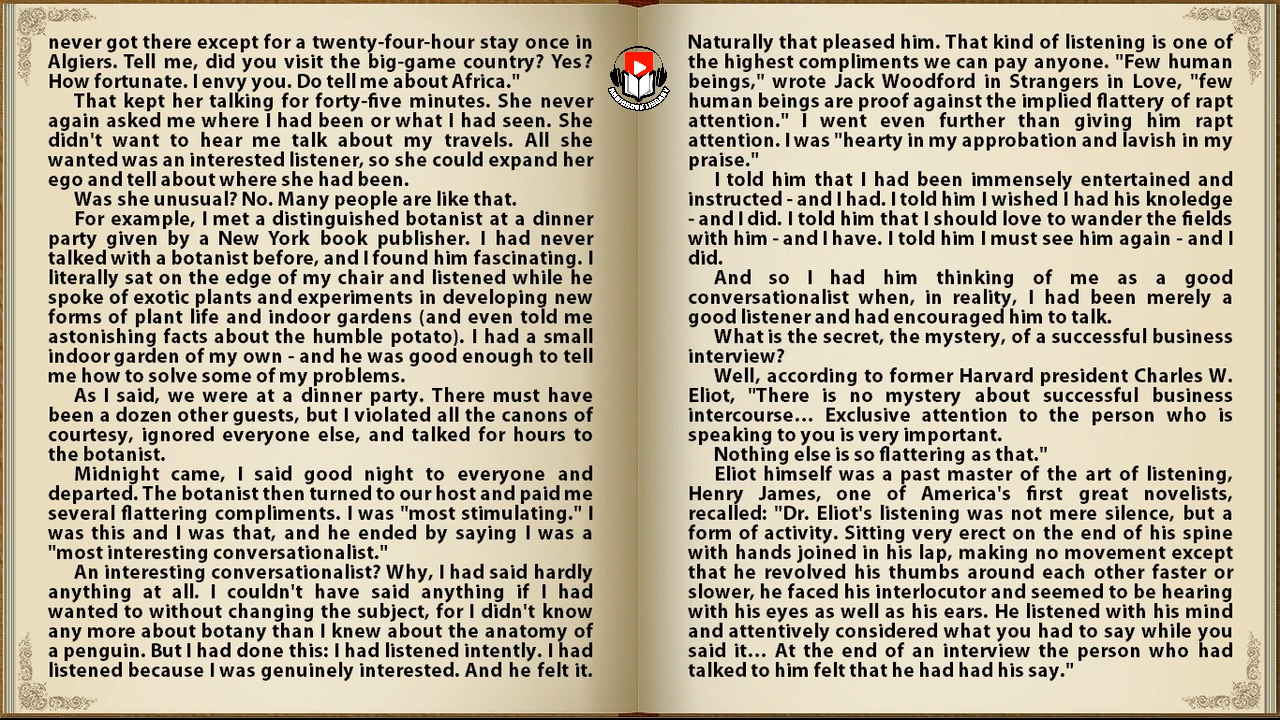 never got there except for a twenty-four-hour stay once in
Algiers. Tell me, did you visit the big-game country? Yes?
How fortunate. I envy you. Do tell me about Africa."
That kept her talking for forty-five minutes. She never
again asked me where I had been or what I had seen. She
didn't want to hear me talk about my travels. All she
wanted was an interested listener, so she could expand her
ego and tell about where she had been.
Was she unusual? No. Many people are like that.
For example, I met a distinguished botanist at a dinner
party given by a New York book publisher. I had never
talked with a botanist before, and I found him fascinating. I
literally sat on the edge of my chair and listened while he
spoke of exotic plants and experiments in developing new
forms of plant life and indoor gardens (and even told me
astonishing facts about the humble potato). I had a small
indoor garden of my own - and he was good enough to tell
me how to solve some of my problems.
As I said, we were at a dinner party. There must have
been a dozen other guests, but I violated all the canons of
courtesy, ignored everyone else, and talked for hours to
the botanist.
Midnight came, I said good night to everyone and
departed. The botanist then turned to our host and paid me
several flattering compliments. I was "most stimulating." I
was this and I was that, and he ended by saying I was a
"most interesting conversationalist."
An interesting conversationalist? Why, I had said hardly
anything at all. I couldn't have said anything if I had
wanted to without changing the subject, for I didn't know
any more about botany than I knew about the anatomy of
a penguin. But I had done this: I had listened intently. I had
listened because I was genuinely interested. And he felt it.
Naturally that pleased him. That kind of listening is one of
the highest compliments we can pay anyone. "Few human
beings," wrote Jack Woodford in Strangers in Love, "few
human beings are proof against the implied flattery of rapt
attention." I went even further than giving him rapt
attention. I was "hearty in my approbation and lavish in my
praise."
I told him that I had been immensely entertained and
instructed - and I had. I told him I wished I had his knoledge
- and I did. I told him that I should love to wander the fields
with him - and I have. I told him I must see him again - and I
did.
And so I had him thinking of me as a good
conversationalist when, in reality, I had been merely a
good listener and had encouraged him to talk.
What is the secret, the mystery, of a successful business
interview?
Well, according to former Harvard president Charles W.
Eliot, "There is no mystery about successful business
intercourse... Exclusive attention to the person who is
speaking to you is very important.
Nothing else is so flattering as that."
Eliot himself was a past master of the art of listening,
Henry James, one of America's first great novelists,
recalled: "Dr. Eliot's listening was not mere silence, but a
form of activity. Sitting very erect on the end of his spine
with hands joined in his lap, making no movement except
that he revolved his thumbs around each other faster or
slower, he faced his interlocutor and seemed to be hearing
with his eyes as well as his ears. He listened with his mind
and attentively considered what you had to say while you
said it... At the end of an interview the person who had
talked to him felt that he had had his say."